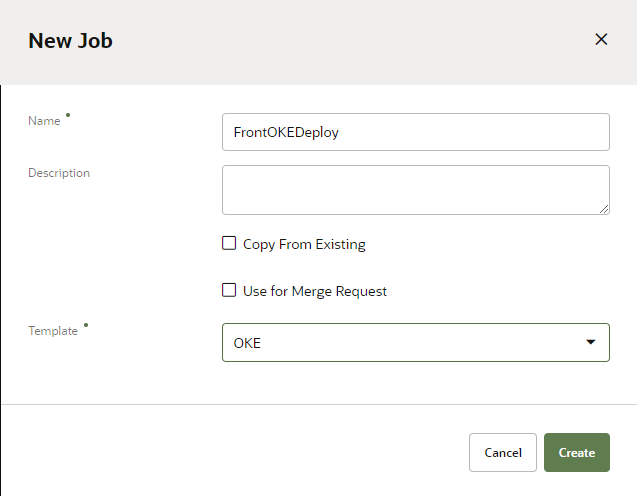 New Job
Name
FrontOKEDeploy
Description
Copy From Existing
Use for Merge Request
Template
OKE
Cancel
Create